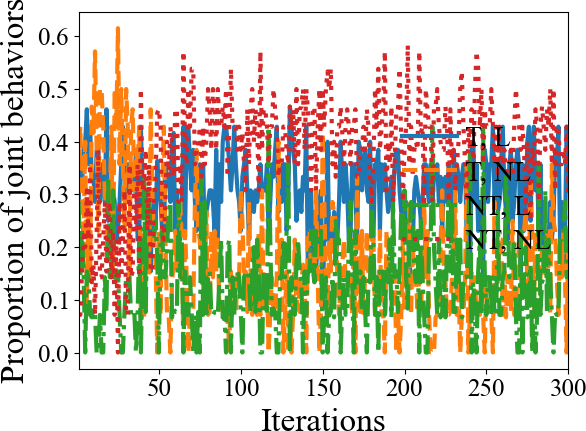 Proportion of joint behaviors
0.6
0.5
0.4
0.3
0.2
0.1
0.0
T, L
T, NL
NT, L
NT, NL
50
100
150
200
250
300
Iterations